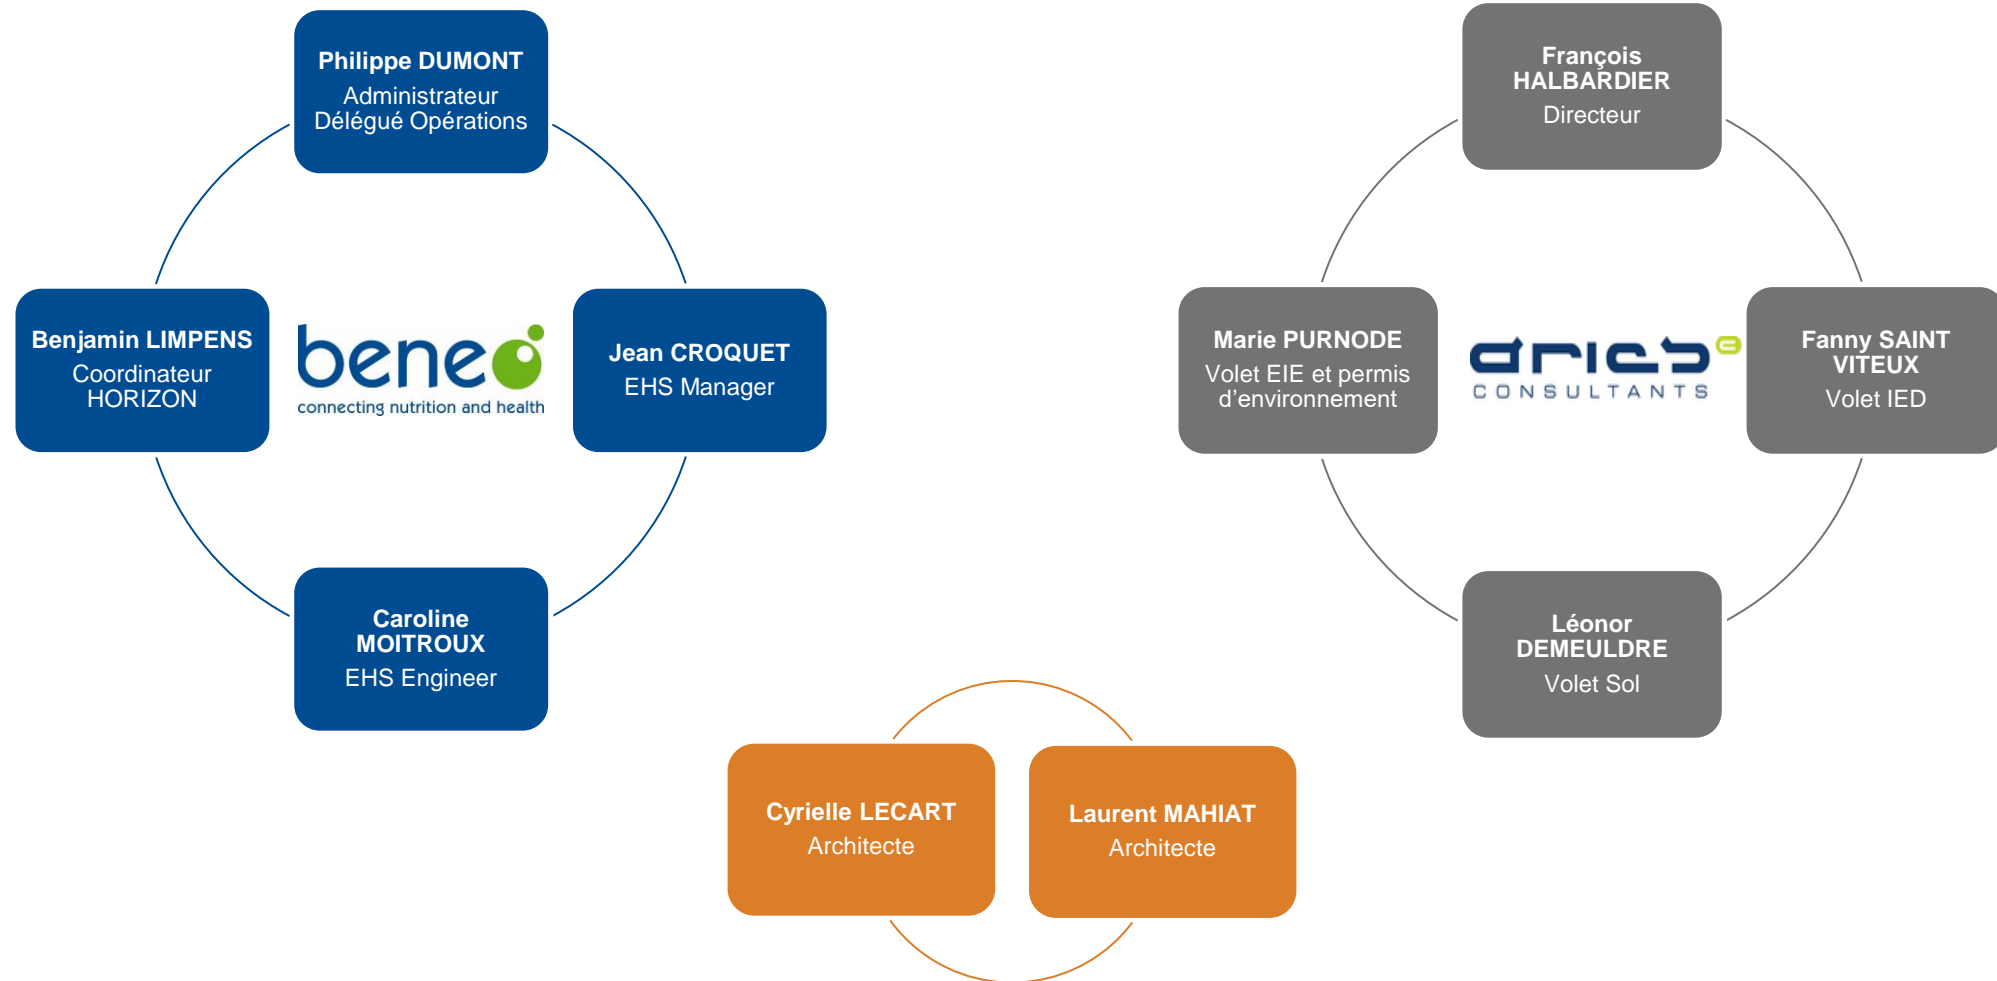 Philippe DUMONT
Administrateur
Délégué Opérations
Benjamin LIMPENS
Coordinateur
HORIZON
beneo
connecting nutrition and health
Jean CROQUET
EHS Manager
Caroline
MOITROUX
EHS Engineer
François
HALBARDIER
Directeur
Marie PURNODE
Volet EIE et permis
d’environnement
aries
CONSULTANTS
Fanny SAINT
VITEUX
Volet IED
Léonor
DEMEULDRE
Volet Sol
Cyrielle LECART
Architecte
Laurent MAHIAT
Architecte